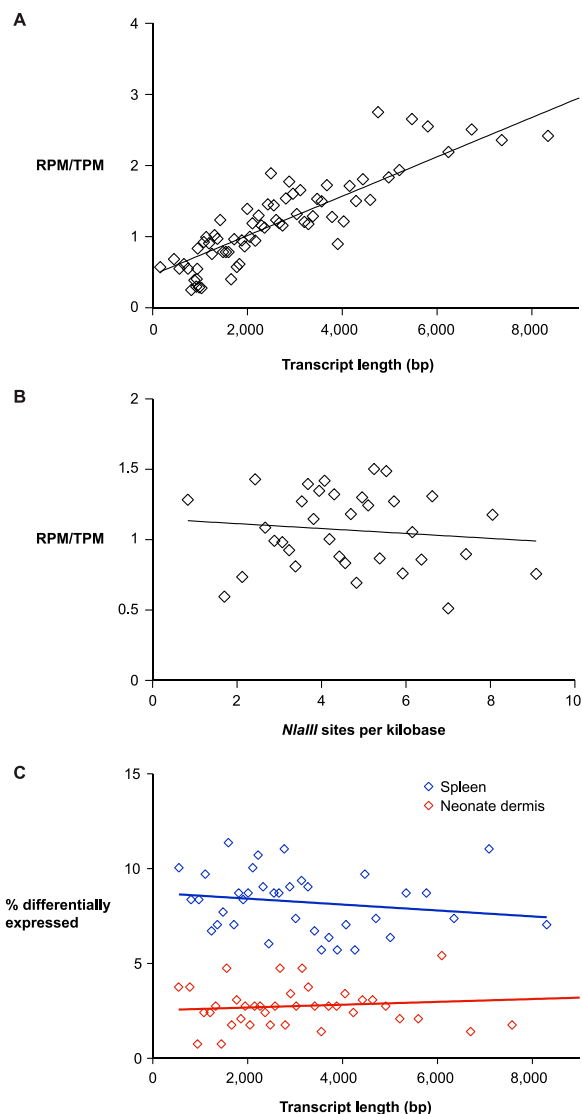 A
4
3
RPM/TPM
2
1
0
0
2,000
4,000
6,000
8,000
Transcript length (bp)
B
2
1.5
RPM/TPM
1
0.5
0
0
2
4
6
8
10
NlaIII sites per kilobase
C
15
Spleen
Neonate dermis
10
% differentially
expressed
5
0
0
2,000
4,000
6,000
8,000
Transcript length (bp)